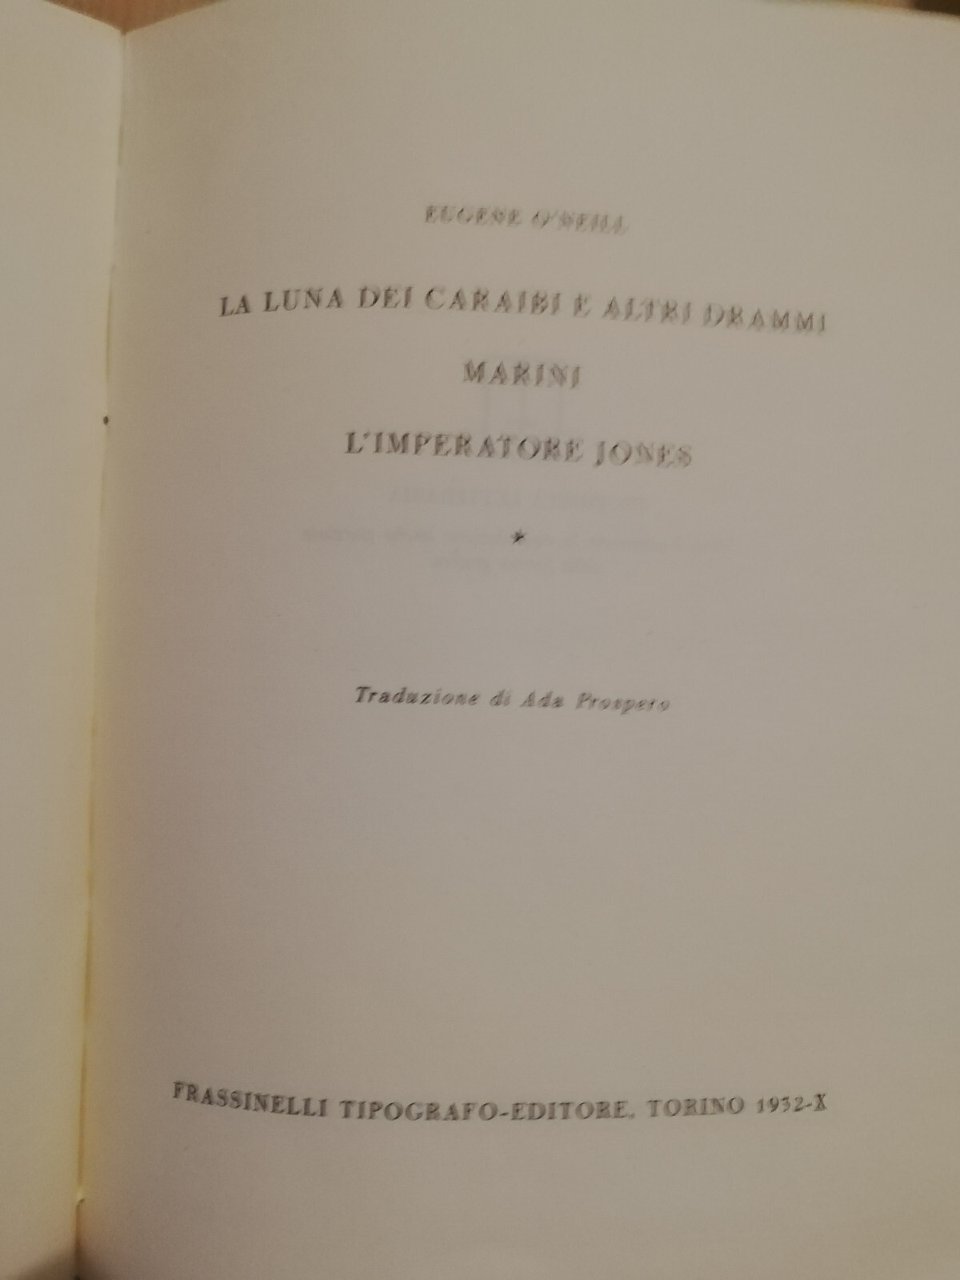 EUGENE O'NEILL
LA LUNA DEI CARAIBI E ALTRI DRAMMI
MARINI
L'IMPERATORE JONES
*
Traduzione di Ada Prospero
FRASSINELLI TIPOGRAFO-EDITORE, TORINO 1932-X